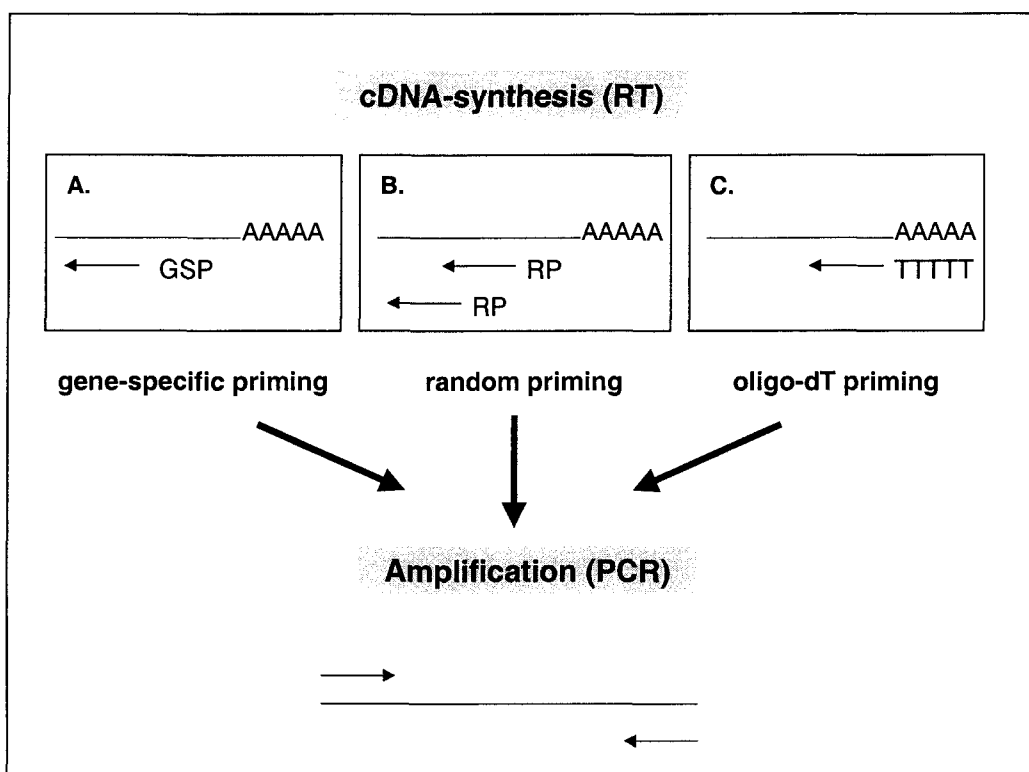 cDNA-synthesis (RT)
A.
AAAAA
GSP
B.
AAAAA
RP
RP
C.
AAAAA
TTTTT
gene-specific priming
random priming
oligo-dT priming
Amplification (PCR)